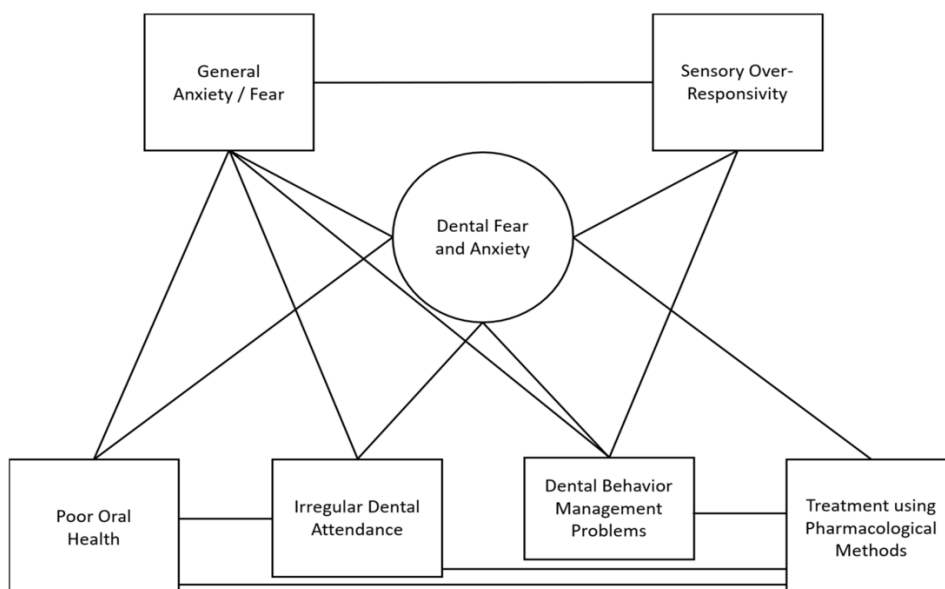 General
Anxiety / Fear
Sensory Over-
Responsivity
Dental Fear
and Anxiety
Poor Oral
Health
Irregular Dental
Attendance
Dental Behavior
Management
Problems
Treatment using
Pharmacological
Methods